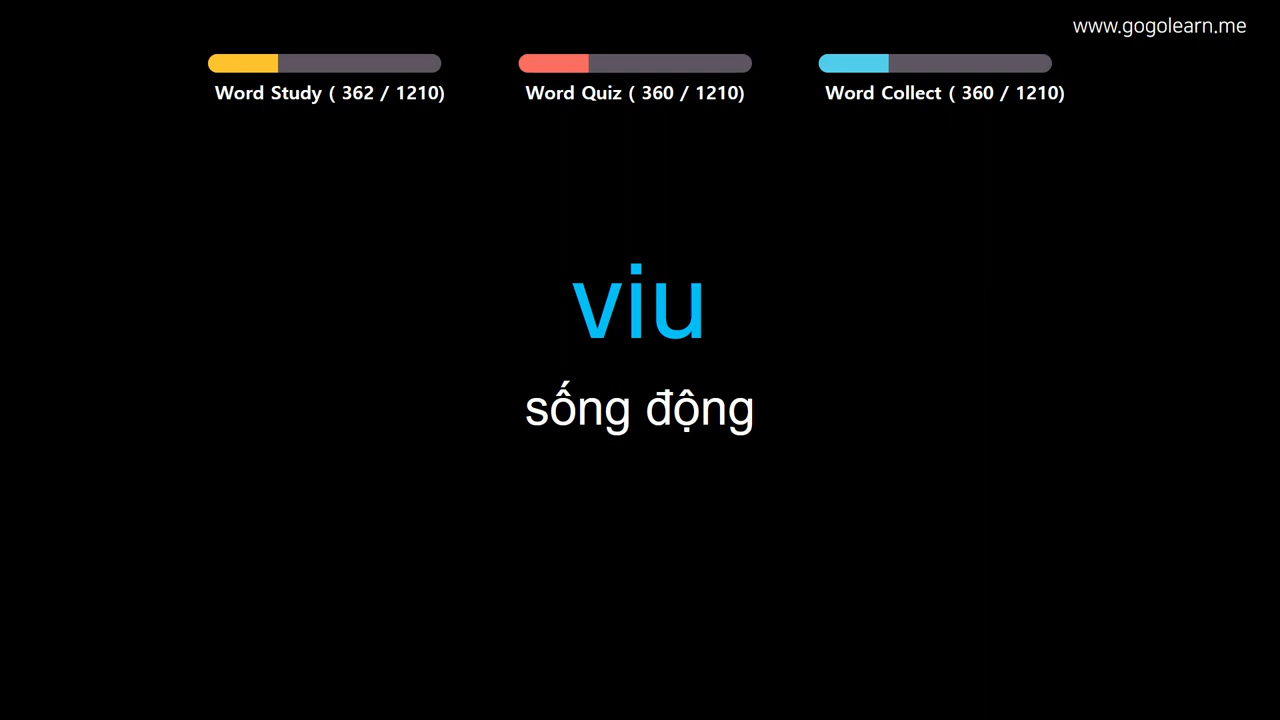 www.gogolearn.me
Word Study ( 362 / 1210)
Word Quiz ( 360 / 1210)
Word Collect ( 360 / 1210)
viu
sống động